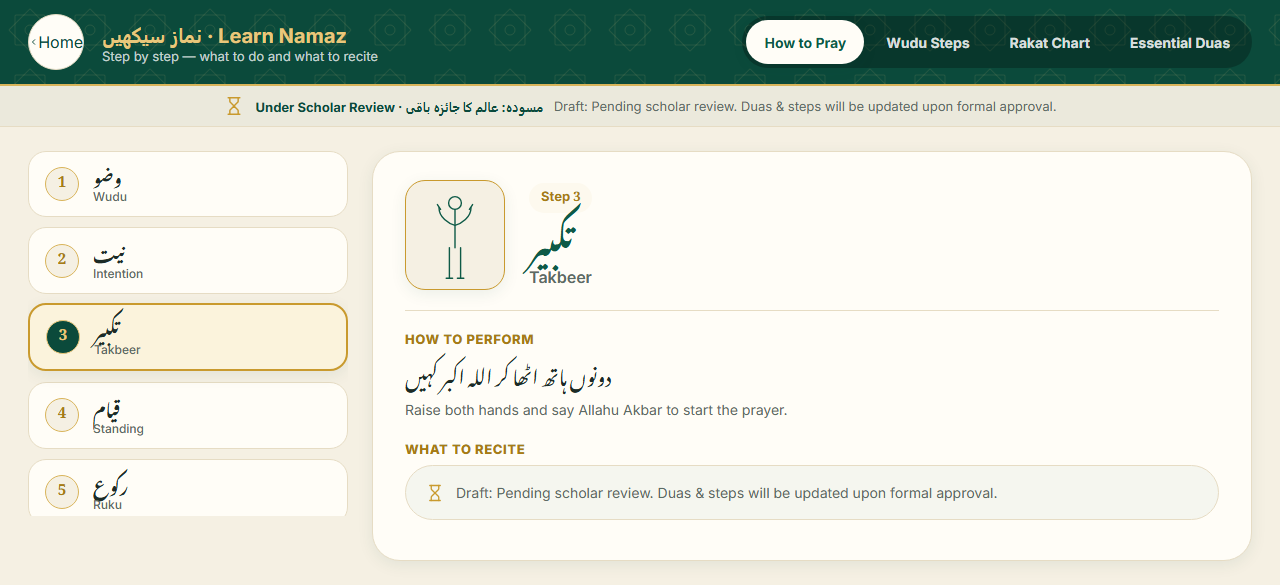 ‹ Home
نماز سیکھیں · Learn Namaz
Step by step — what to do and what to recite
How to Pray
Wudu Steps
Rakat Chart
Essential Duas
Under Scholar Review · مسودہ: عالم کا جائزہ باقی
Draft: Pending scholar review. Duas & steps will be updated upon formal approval.
1
وضو
Wudu
2
نیت
Intention
3
تکبیر
Takbeer
4
قیام
Standing
5
رکوع
Ruku
Step 3
تکبیر
Takbeer
HOW TO PERFORM
دونوں ہاتھ اٹھا کر اللہ اکبر کہیں
Raise both hands and say Allahu Akbar to start the prayer.
WHAT TO RECITE
Draft: Pending scholar review. Duas & steps will be updated upon formal approval.